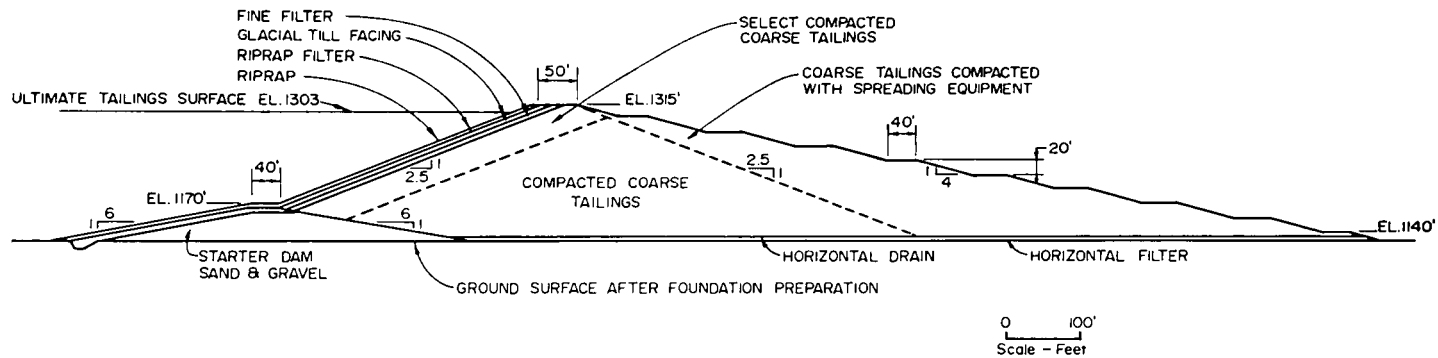 FINE FILTER
GLACIAL TILL FACING
RIPRAP FILTER
RIPRAP
ULTIMATE TAILINGS SURFACE EL.1303
50'
SELECT COMPACTED
COARSE TAILINGS
EL.1315'
COARSE TAILINGS COMPACTED
WITH SPREADING EQUIPMENT
40'
20'
1
4
40'
EL.1170'
1
2.5
2.5
1
COMPACTED COARSE
TAILINGS
6
1
6
1
EL.1140'
STARTER DAM
SAND & GRAVEL
HORIZONTAL DRAIN
HORIZONTAL FILTER
GROUND SURFACE AFTER FOUNDATION PREPARATION
0 100'
Scale - Feet